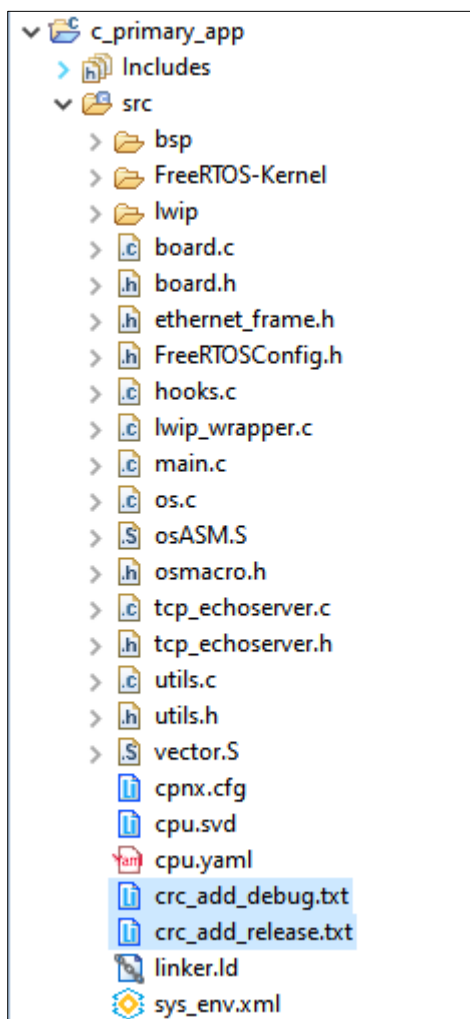 c_primary_app
Includes
src
bsp
FreeRTOS-Kernel
lwip
board.c
board.h
ethernet_frame.h
FreeRTOSConfig.h
hooks.c
lwip_wrapper.c
main.c
os.c
osASM.S
osmacro.h
tcp_echoserver.c
tcp_echoserver.h
utils.c
utils.h
vector.S
cpnx.cfg
cpu.svd
cpu.yaml
crc_add_debug.txt
crc_add_release.txt
linker.ld
sys_env.xml